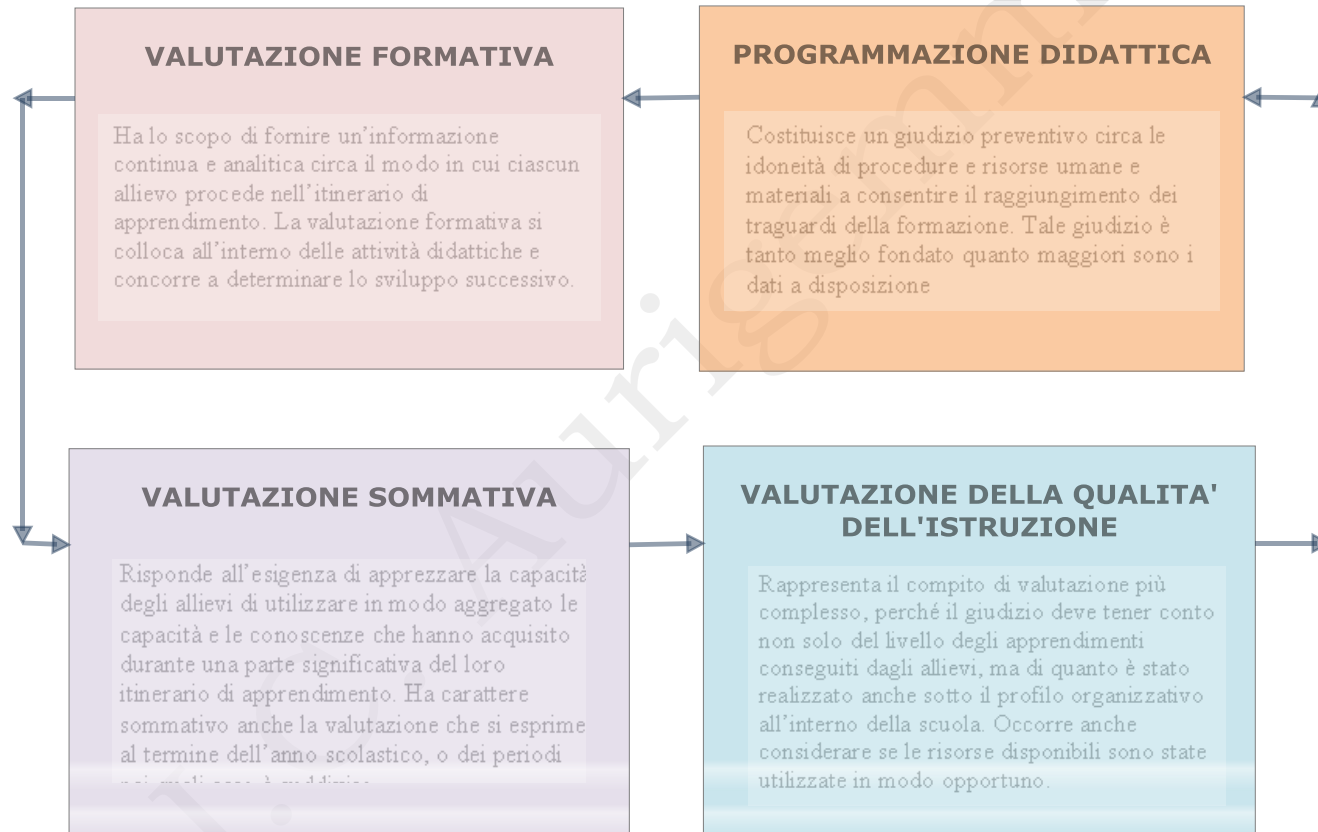 VALUTAZIONE FORMATIVA
Ha lo scopo di fornire un'informazione
continua e analitica circa il modo in cui ciascun
allievo procede nell'itinerario di
apprendimento. La valutazione formativa si
colloca all'interno delle attività didattiche e
concorre a determinare lo sviluppo successivo.
PROGRAMMAZIONE DIDATTICA
Costituisce un giudizio preventivo circa le
idoneità di procedure e risorse umane e
materiali a consentire il raggiungimento dei
traguardi della formazione. Tale giudizio è
tanto meglio fondato quanto maggiori sono i
dati a disposizione
VALUTAZIONE SOMMATIVA
Risponde all'esigenza di apprezzare la capacità
degli allievi di utilizzare in modo aggregato le
capacità e le conoscenze che hanno acquisito
durante una parte significativa del loro
itinerario di apprendimento. Ha carattere
sommativo anche la valutazione che si esprime
al termine dell'anno scolastico, o dei periodi
VALUTAZIONE DELLA QUALITA'
DELL'ISTRUZIONE
Rappresenta il compito di valutazione più
complesso, perché il giudizio deve tener conto
non solo del livello degli apprendimenti
conseguiti dagli allievi, ma di quanto è stato
realizzato anche sotto il profilo organizzativo
all'interno della scuola. Occorre anche
considerare se le risorse disponibili sono state
utilizzate in modo opportuno.